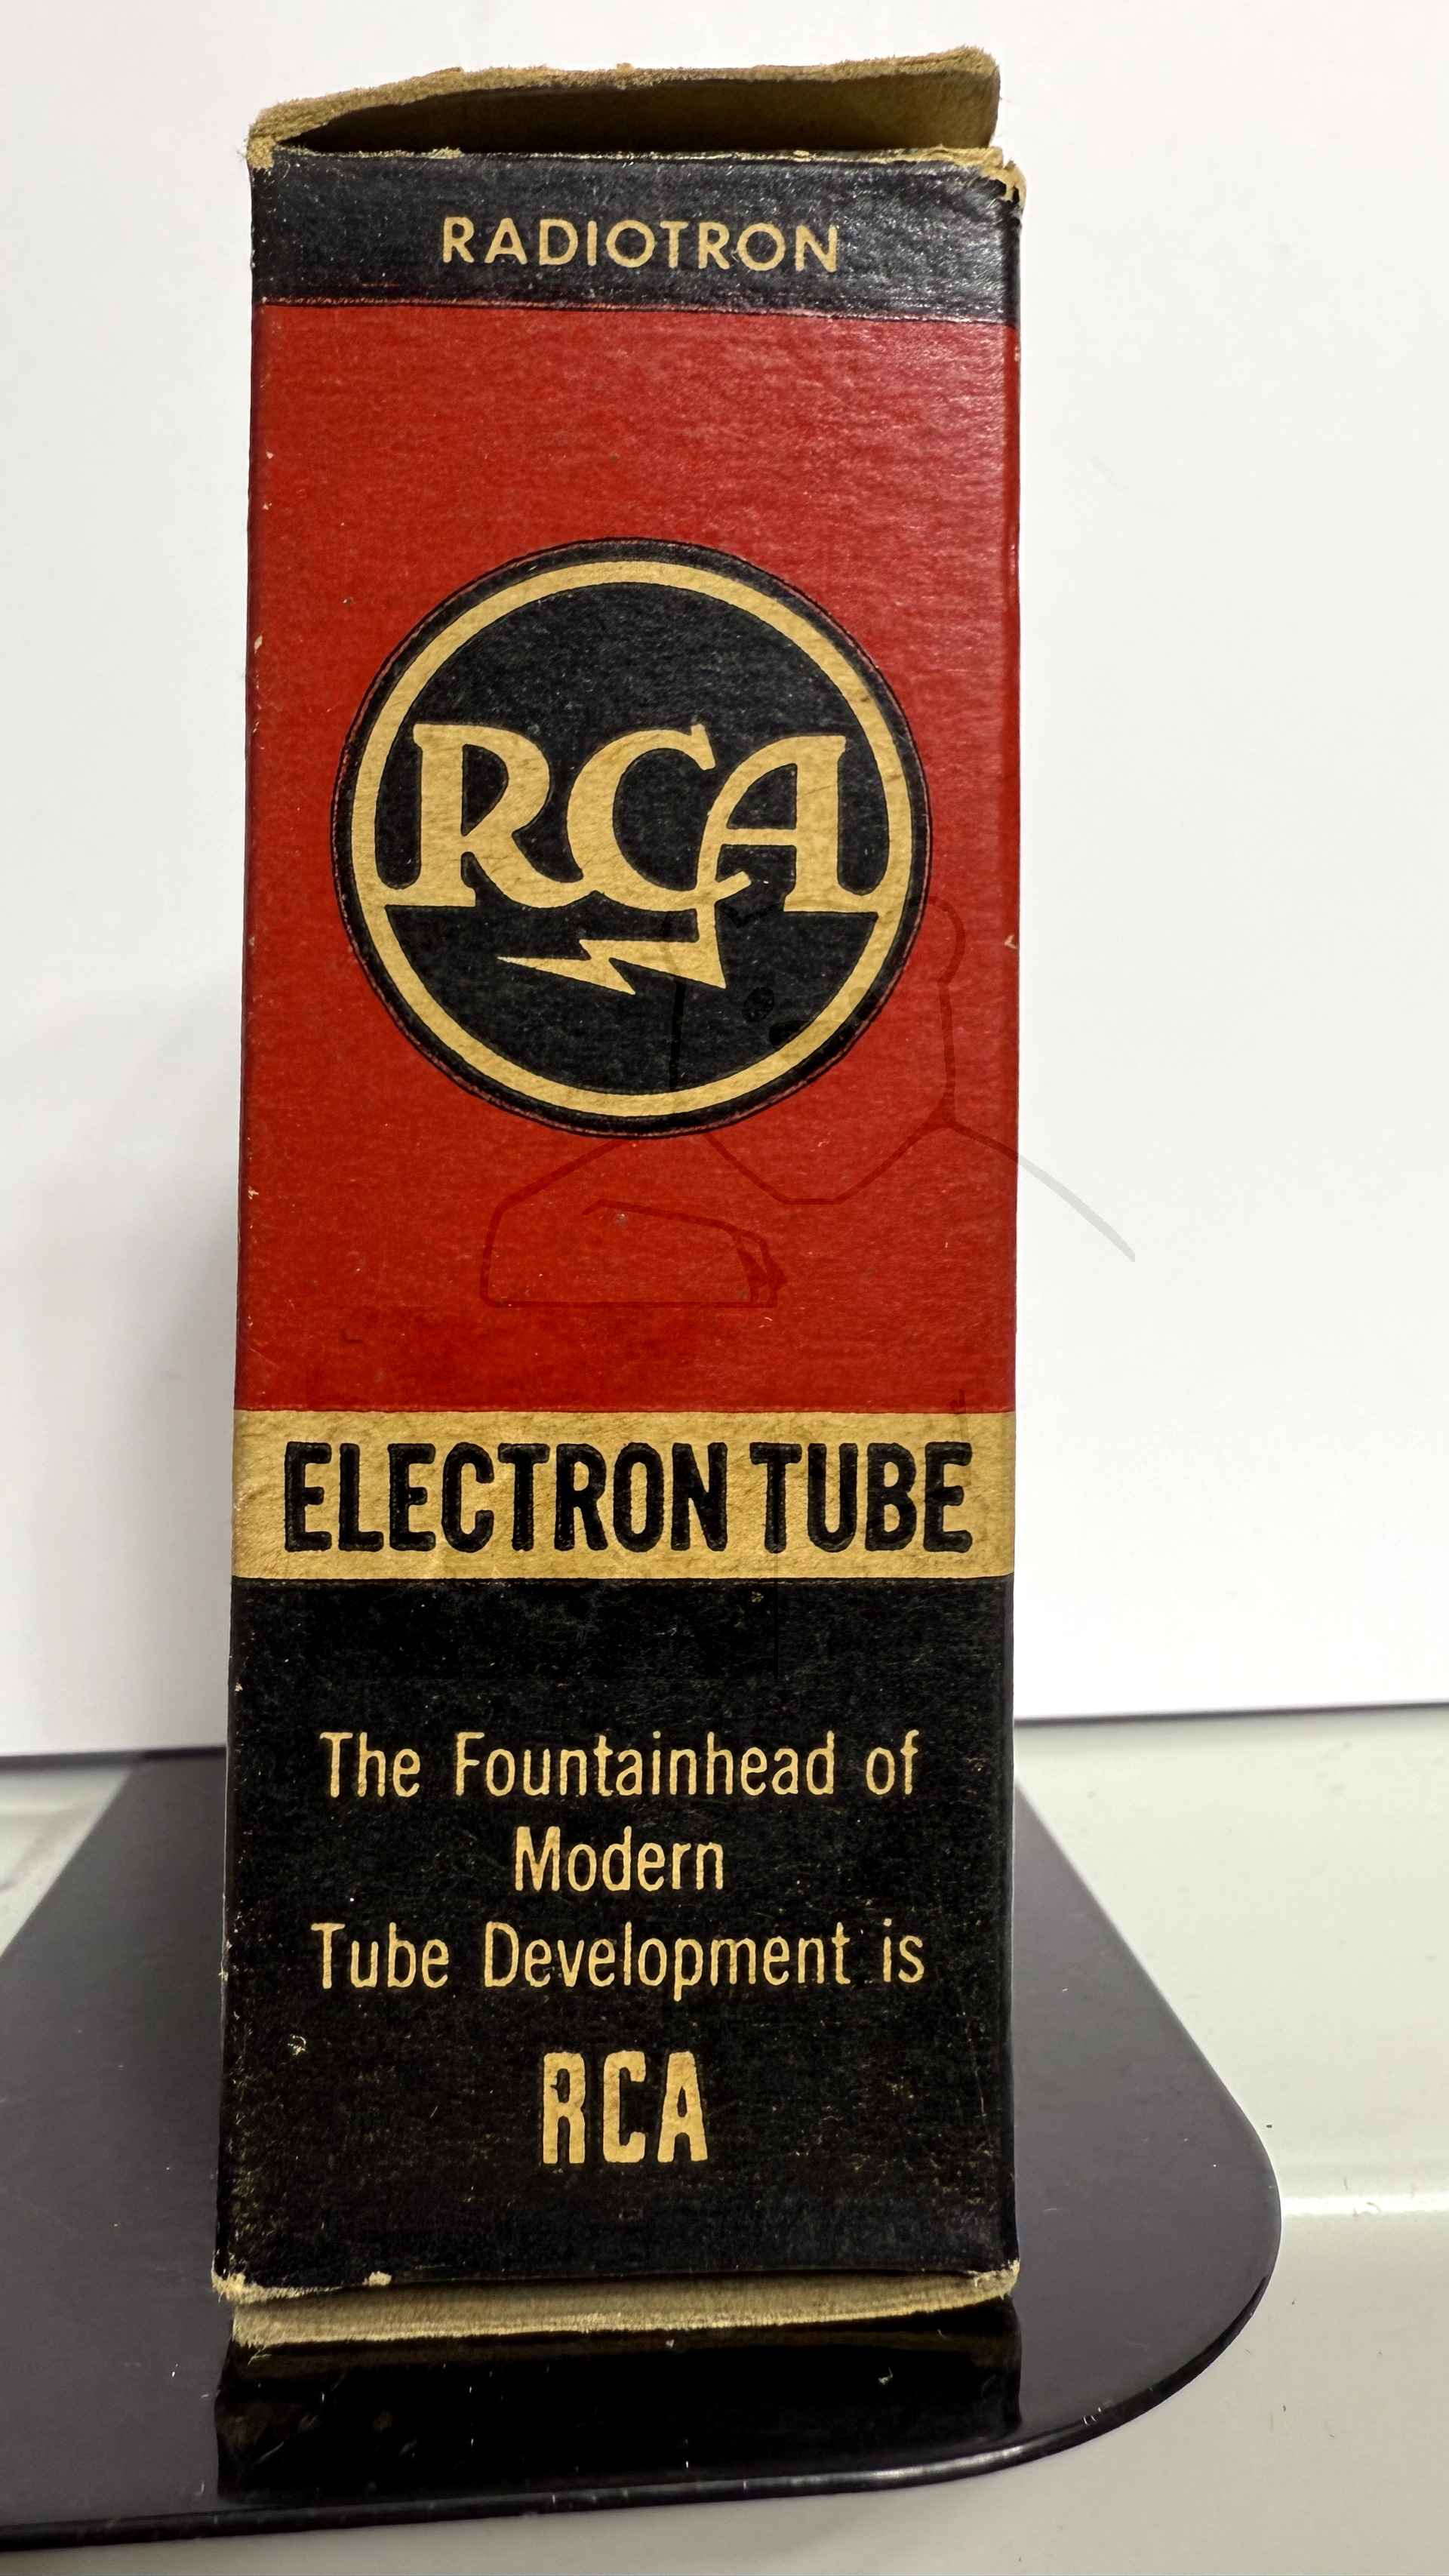 RADIOTRON
RCA
ELECTRON TUBE
The Fountainhead of
Modern
Tube Development is
RCA